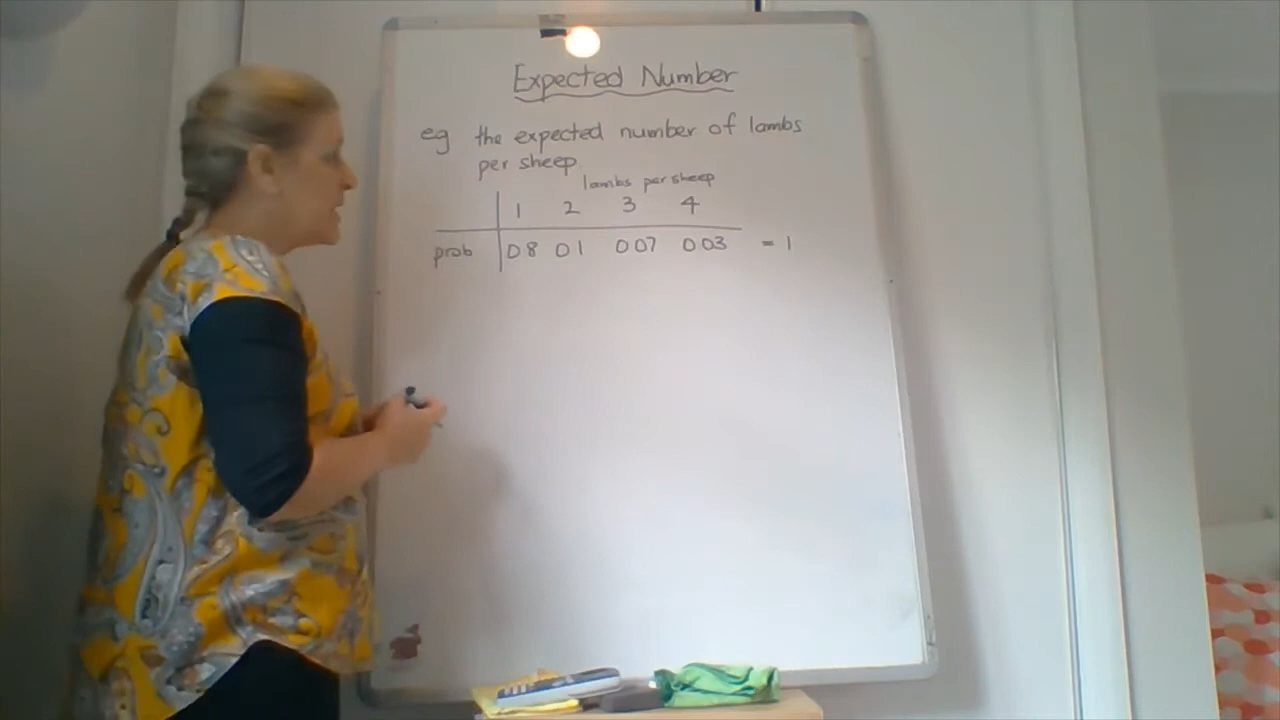 Expected Number
eg the expected number of lambs
per sheep
lambs per sheep
1 2 3 4
prob 0.8 0.1 0.07 0.03 = 1